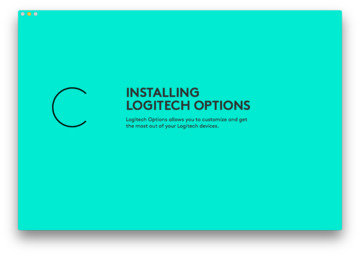 INSTALLING
LOGITECH OPTIONS
Logitech Options allows you to customize and get
the most out of your Logitech devices.